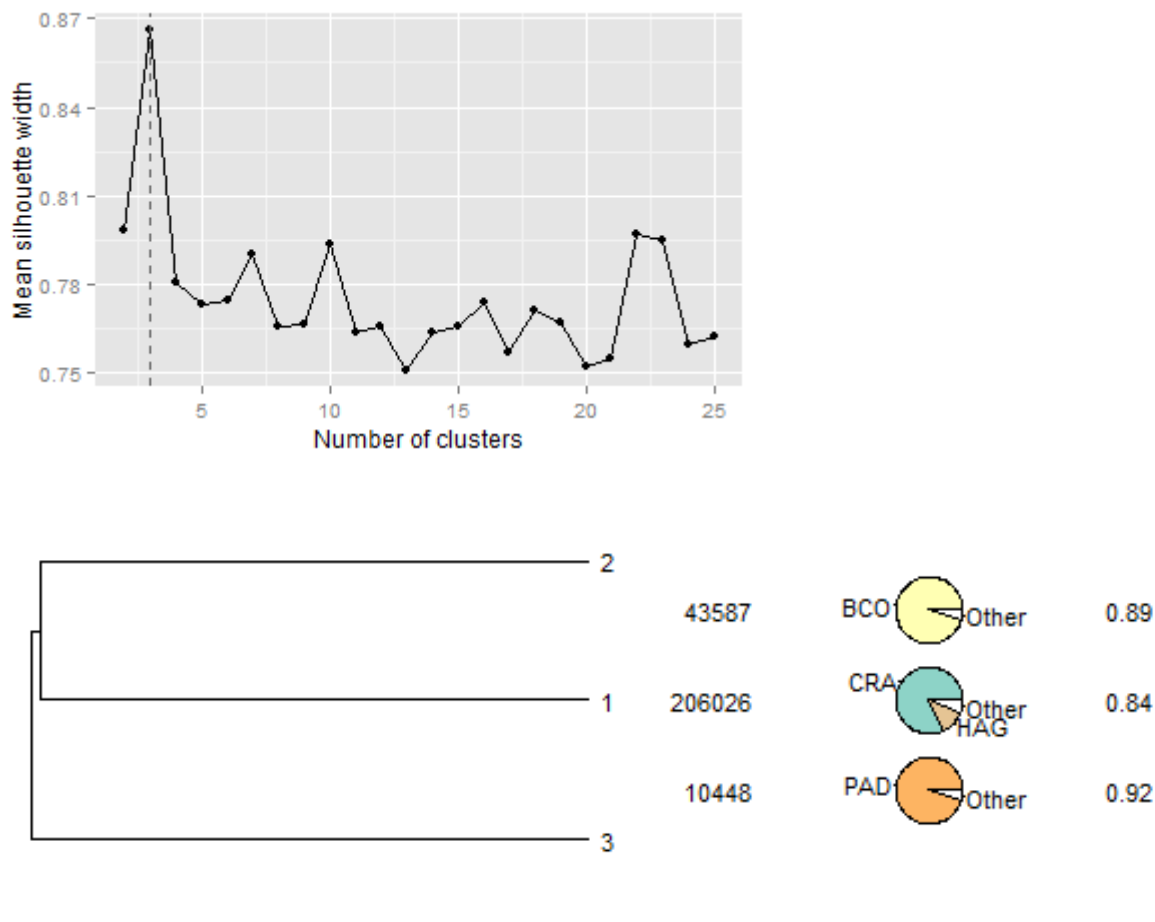 0.87
0.84
0.81
0.78
0.75
Mean silhouette width
5 10 15 20 25
Number of clusters
2
43587 BCO Other 0.89
CRA
1 206026 Other 0.84
HAG
10448 PAD Other 0.92
3